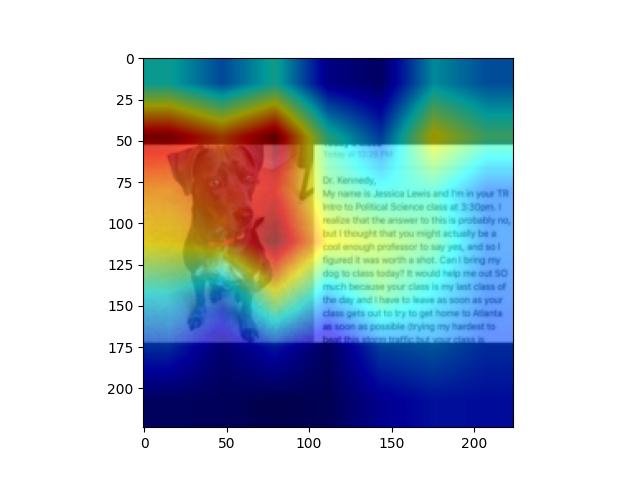 0
25
50
75
100
125
150
175
200
0
50
100
150
200
Today at 12:25 PM
Dr. Kennedy,
My name is Jessica Lewis and I'm in your TR
Intro to Political Science class at 3:30pm. I
realize that the answer to this is probably no,
but I thought that you might actually be a
cool enough professor to say yes, and so I
figured it was worth a shot. Can I bring my
dog to class today? It would help me out SO
much because your class is my last class of
the day and I have to leave as soon as your
class gets out to try to get home to Atlanta
as soon as possible (trying my hardest to
beat this storm traffic but your class is